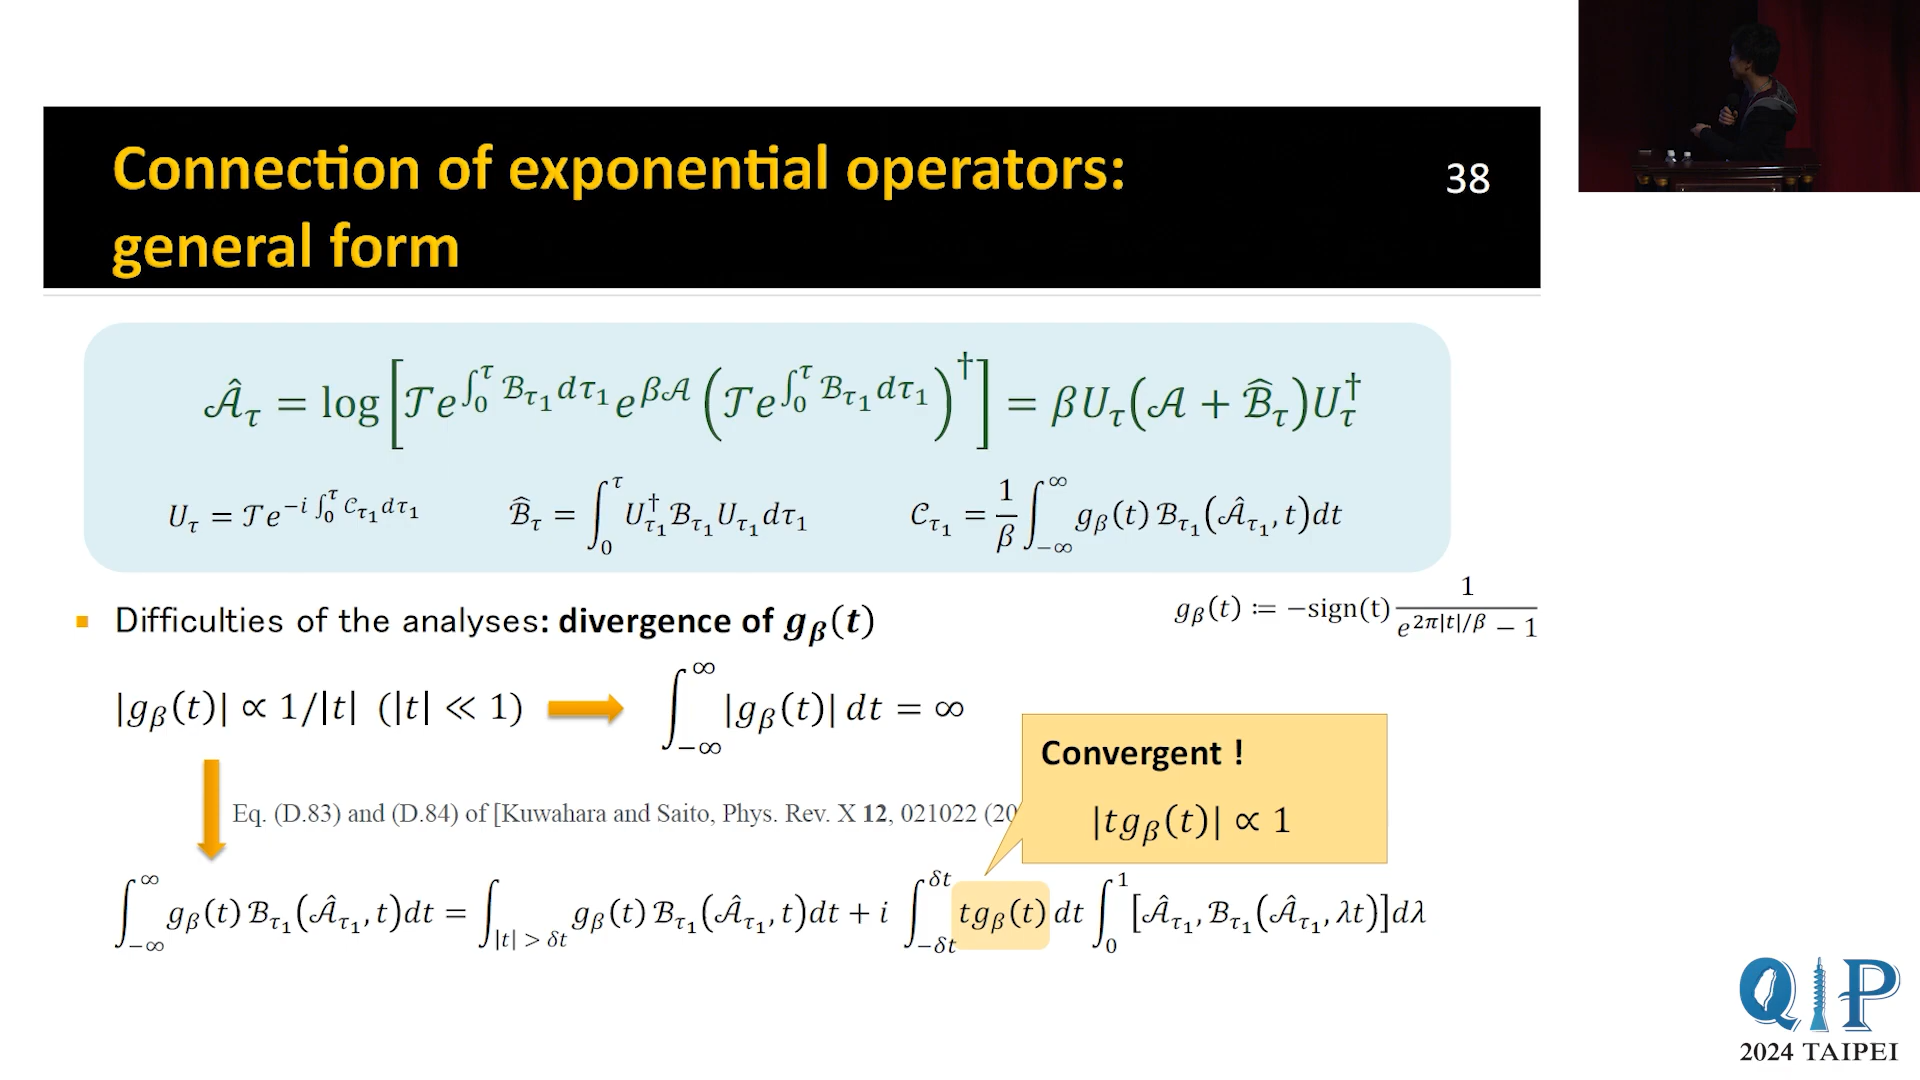 Connection of exponential operators:
general form
38
𝒜̂_τ = log[𝒯e^{∫_0^τ ℬ_{τ₁}dτ₁} e^{β𝒜} (𝒯e^{∫_0^τ ℬ_{τ₁}dτ₁})^†] = βU_τ(𝒜 + ℬ̂_τ)U_τ^†
U_τ = 𝒯e^{−i∫_0^τ 𝒞_{τ₁}dτ₁}   ℬ̂_τ = ∫_0^τ U_{τ₁}^† ℬ_{τ₁} U_{τ₁} dτ₁   𝒞_{τ₁} = 1/β ∫_{−∞}^{∞} g_β(t) ℬ_{τ₁}(𝒜̂_{τ₁}, t)dt
▪ Difficulties of the analyses: divergence of g_β(t)
g_β(t) ≔ −sign(t) 1/(e^{2π|t|/β} − 1)
|g_β(t)| ∝ 1/|t| (|t| ≪ 1)   ∫_{−∞}^{∞} |g_β(t)| dt = ∞
Convergent !
|tg_β(t)| ∝ 1
Eq. (D.83) and (D.84) of [Kuwahara and Saito, Phys. Rev. X 12, 021022 (20
∫_{−∞}^{∞} g_β(t) ℬ_{τ₁}(𝒜̂_{τ₁}, t)dt = ∫_{|t|>δt} g_β(t) ℬ_{τ₁}(𝒜̂_{τ₁}, t)dt + i ∫_{−δt}^{δt} tg_β(t) dt ∫_0^1 [𝒜̂_{τ₁}, ℬ_{τ₁}(𝒜̂_{τ₁}, λt)]dλ
QIP
2024 TAIPEI